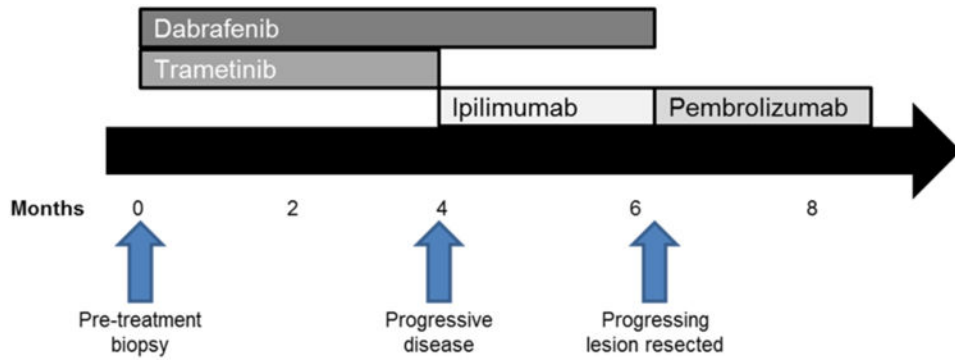 Dabrafenib
Trametinib
Ipilimumab Pembrolizumab
Months 0 2 4 6 8
Pre-treatment Progressive Progressing
biopsy disease lesion resected